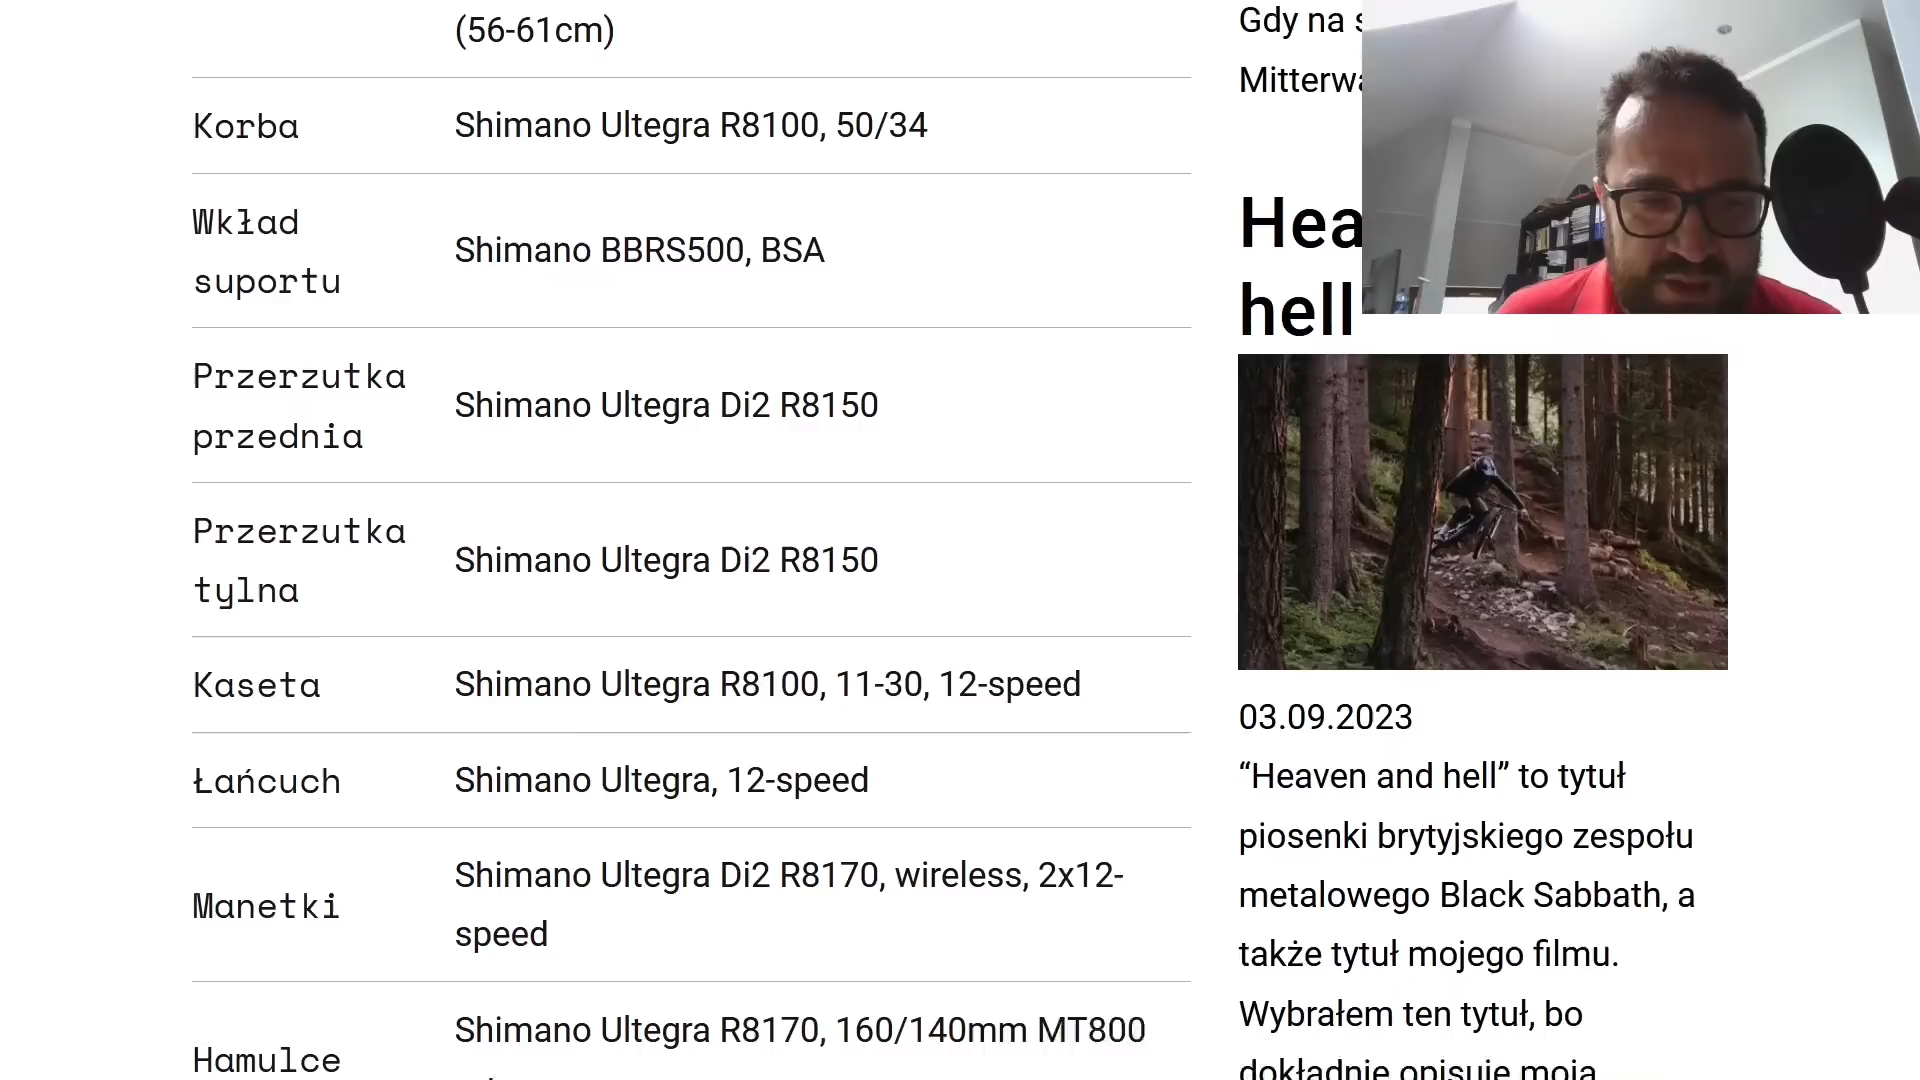 (56-61cm)
Korba
Shimano Ultegra R8100, 50/34
Wkład
suportu
Shimano BBRS500, BSA
Przerzutka
przednia
Shimano Ultegra Di2 R8150
Przerzutka
tylna
Shimano Ultegra Di2 R8150
Kaseta
Shimano Ultegra R8100, 11-30, 12-speed
Łańcuch
Shimano Ultegra, 12-speed
Manetki
Shimano Ultegra Di2 R8170, wireless, 2x12-
speed
Hamulce
Shimano Ultegra R8170, 160/140mm MT800
Gdy na
Mitterwa
Hea
hell
03.09.2023
“Heaven and hell” to tytuł
piosenki brytyjskiego zespołu
metalowego Black Sabbath, a
także tytuł mojego filmu.
Wybrałem ten tytuł, bo
dokładnie opisuje moją